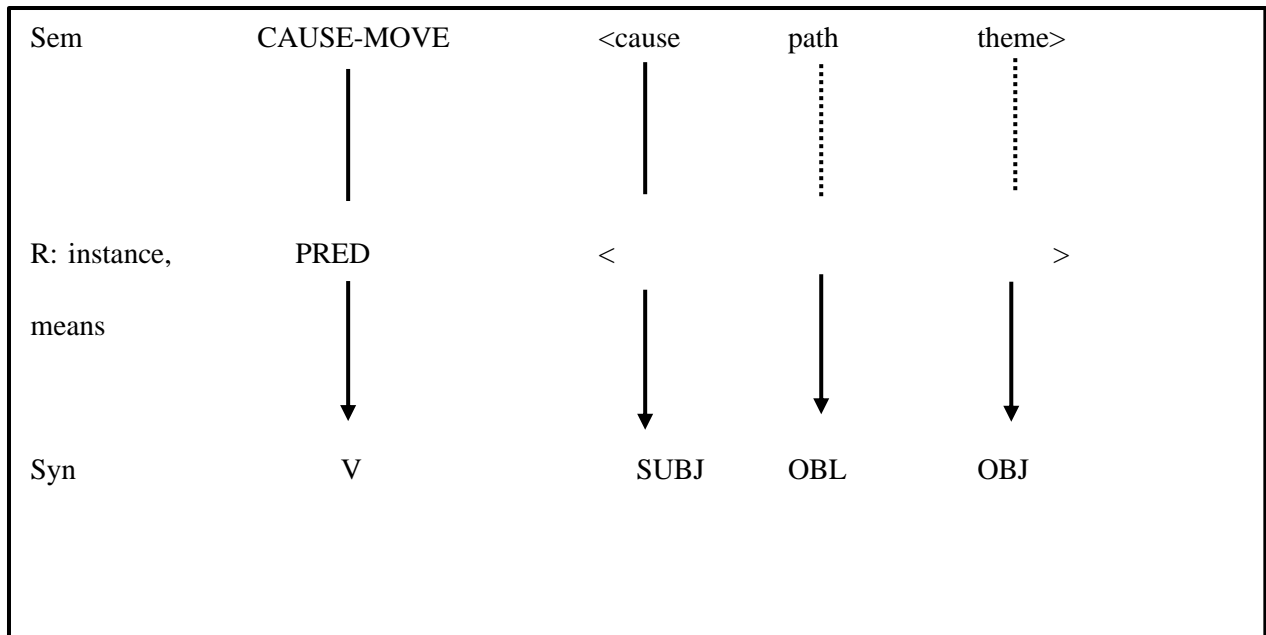 Sem CAUSE-MOVE <cause path theme>
R: instance, PRED < >
means
Syn V SUBJ OBL OBJ